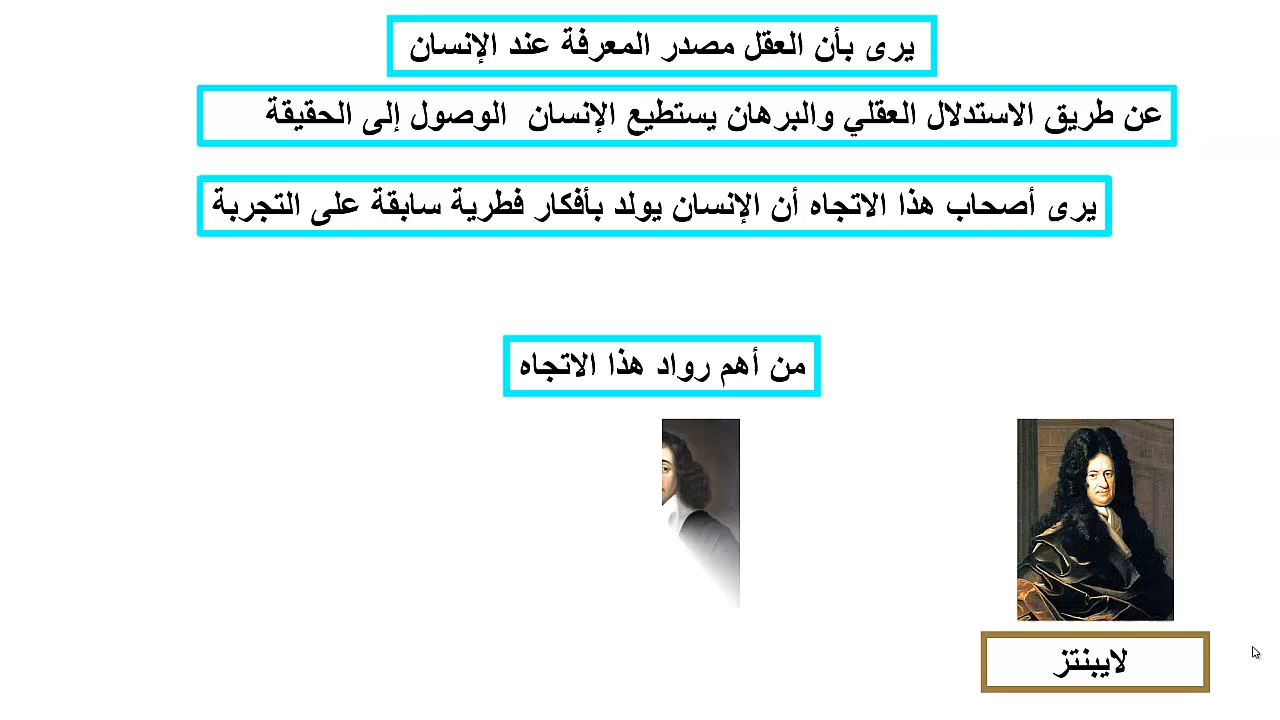 يرى بأن العقل مصدر المعرفة عند الإنسان
عن طريق الاستدلال العقلي والبرهان يستطيع الإنسان الوصول إلى الحقيقة
يرى أصحاب هذا الاتجاه أن الإنسان يولد بأفكار فطرية سابقة على التجربة
من أهم رواد هذا الاتجاه
لايبنتز